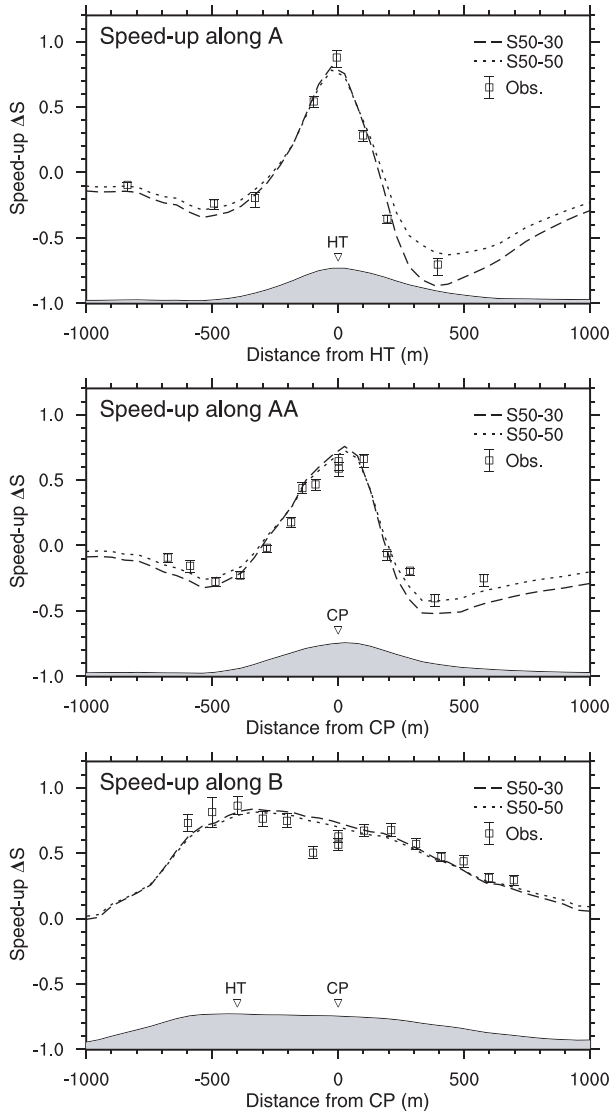 Speed-up along A
S50-30
S50-50
Obs.
Speed-up ΔS
1.0
0.5
0.0
-0.5
-1.0
HT
-1000 -500 0 500 1000
Distance from HT (m)
Speed-up along AA
S50-30
S50-50
Obs.
Speed-up ΔS
1.0
0.5
0.0
-0.5
-1.0
CP
-1000 -500 0 500 1000
Distance from CP (m)
Speed-up along B
S50-30
S50-50
Obs.
Speed-up ΔS
1.0
0.5
0.0
-0.5
-1.0
HT CP
-1000 -500 0 500 1000
Distance from CP (m)